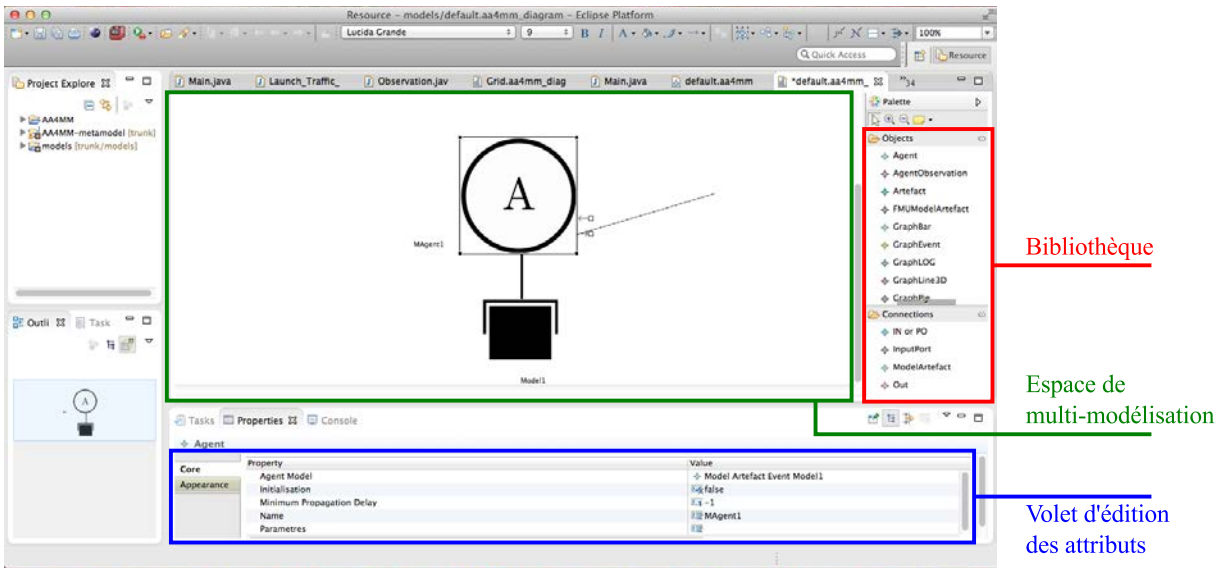 Resource – models/default.aa4mm_diagram – Eclipse Platform
Lucida Grande
9
B I A
100%
Quick Access
Resource
Project Explore
Main.java
Launch_Traffic_
Observation.jav
Grid.aa4mm_diag
Main.java
default.aa4mm
*default.aa4mm_
"34
AA4MM
AA4MM-metamodel [trunk]
models [trunk/models]
A
MAgent1
Model1
Palette
Objects
Agent
AgentObservation
Artefact
FMUModelArtefact
GraphBar
GraphEvent
GraphLOG
GraphLine3D
GraphPie
Connections
IN or PO
InputPort
ModelArtefact
Out
Bibliothèque
Espace de
multi-modélisation
Outli
Task
A
Tasks
Properties
Console
Agent
Core
Appearance
Property
Value
Agent Model
Model Artefact Event Model1
Initialisation
false
Minimum Propagation Delay
-1
Name
MAgent1
Parametres
Volet d'édition
des attributs